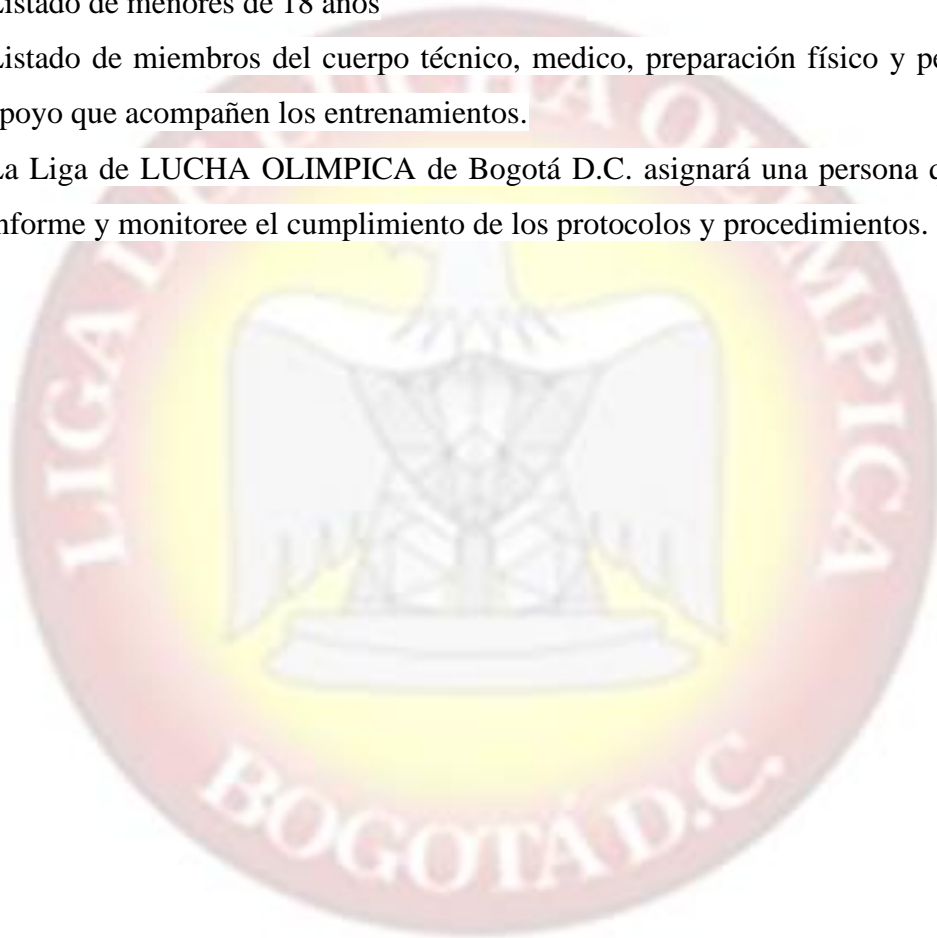 Listado de menores de 18 años
Listado de miembros del cuerpo técnico, medico, preparación físico y pe
poyo que acompañen los entrenamientos.
La Liga de LUCHA OLIMPICA de Bogotá D.C. asignará una persona
nforme y monitoree el cumplimiento de los protocolos y procedimientos.
LIGA DE LUCHA OLIMPICA
BOGOTÁ D.C.